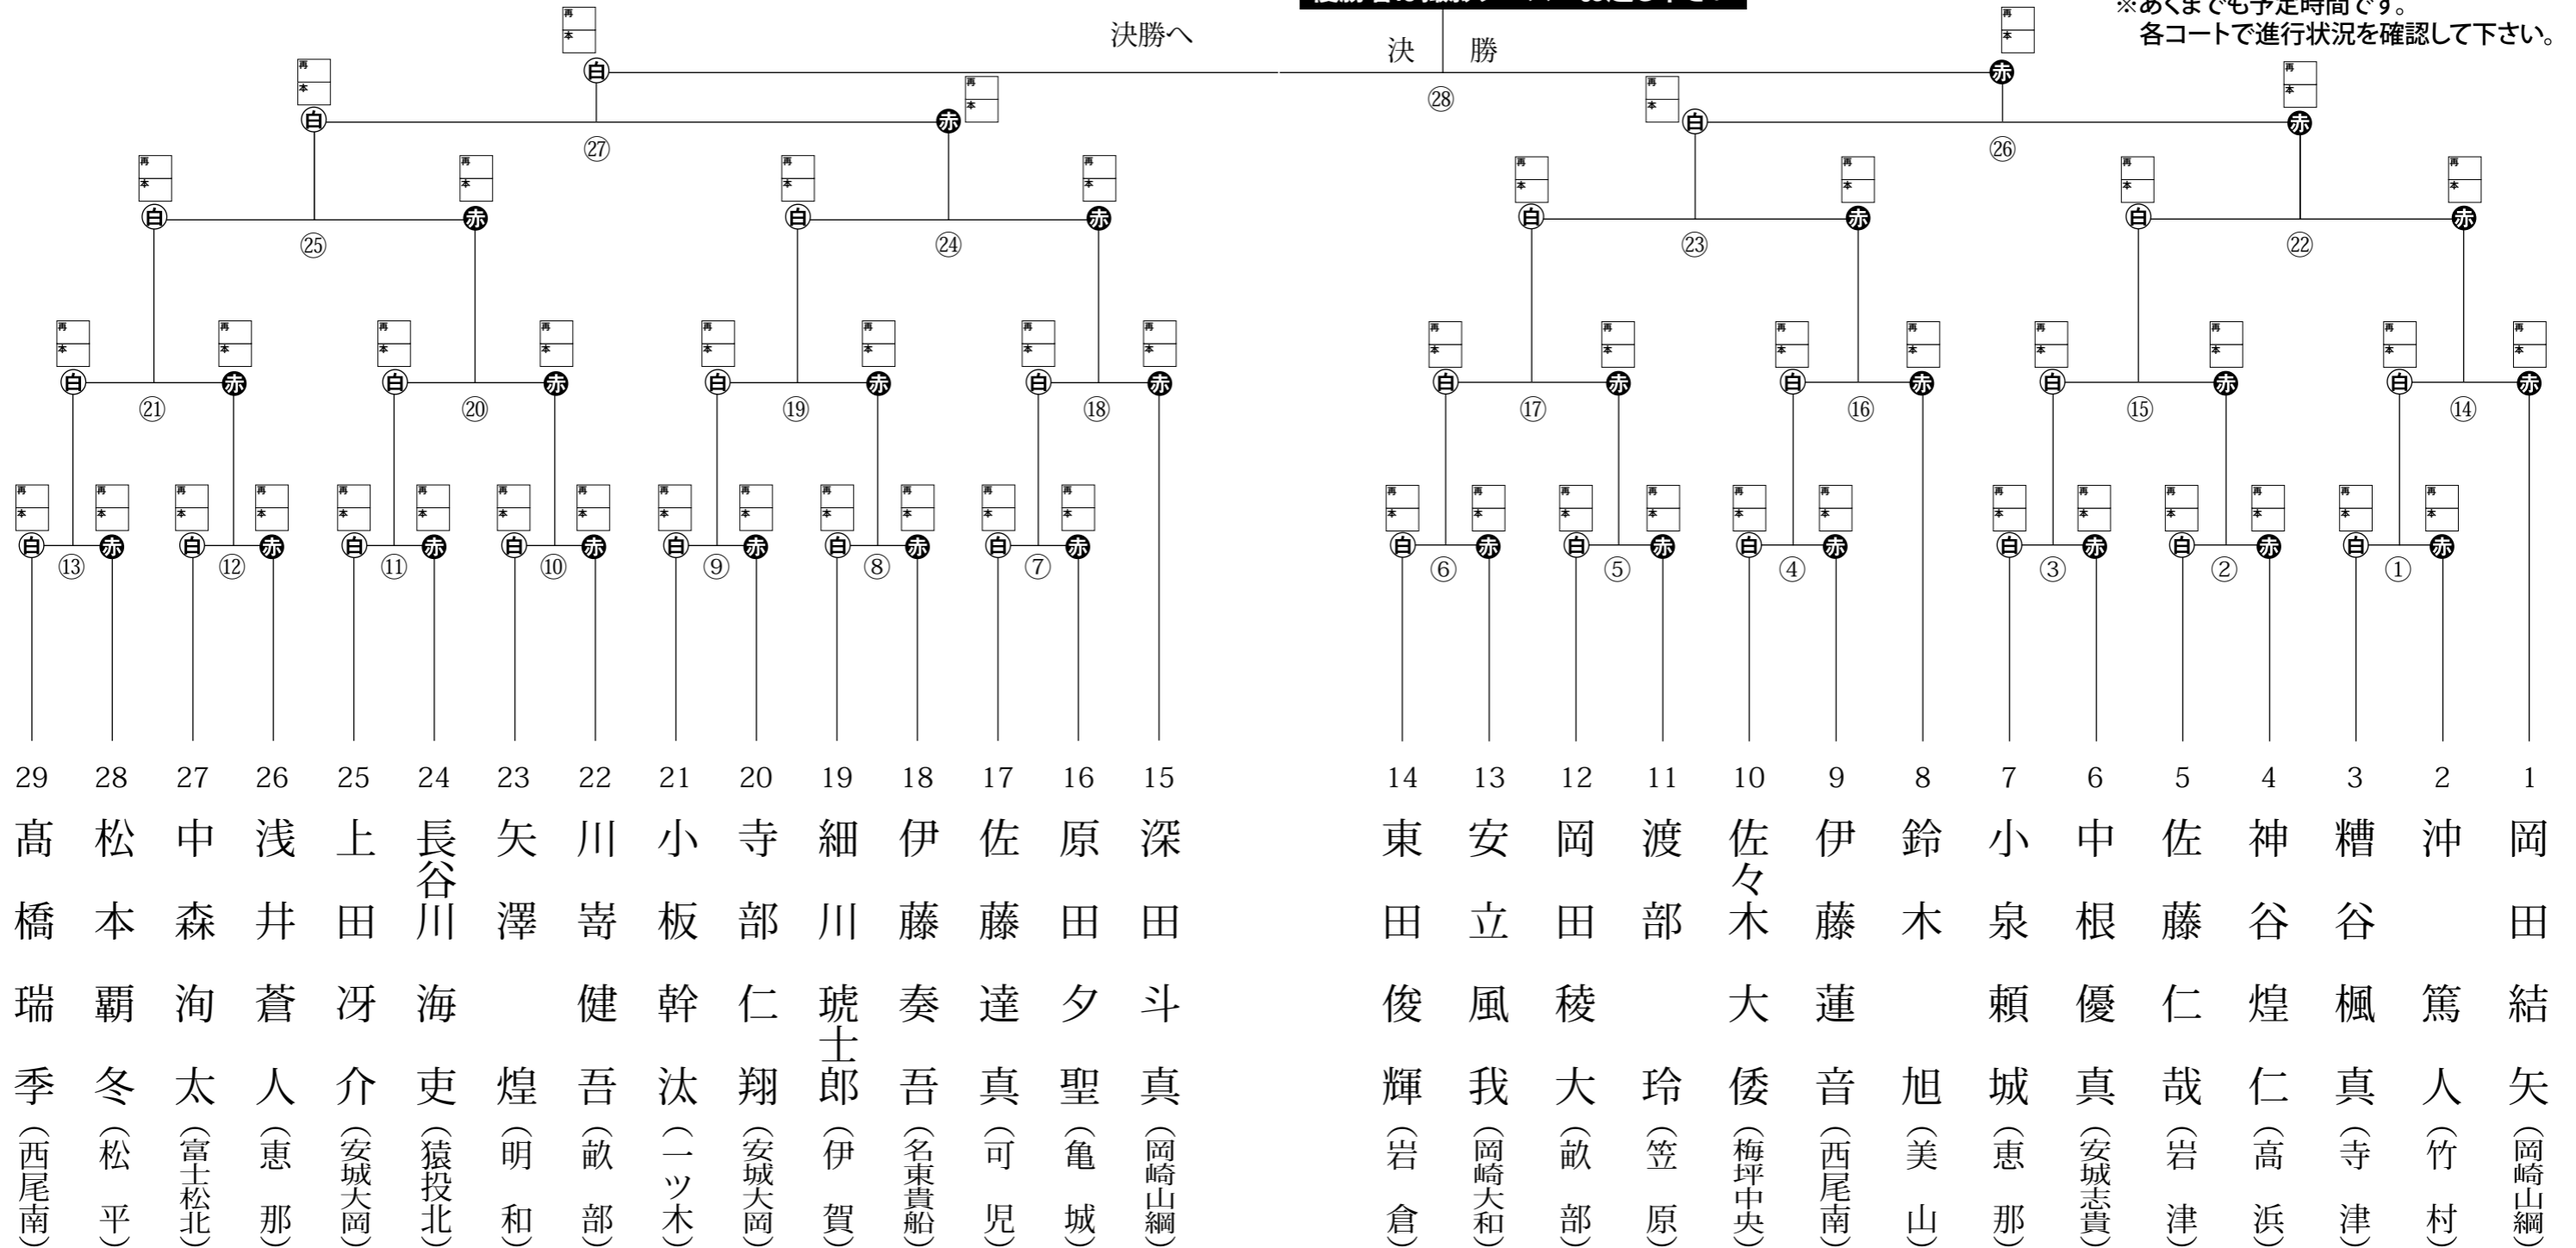 ※あくまでも予定時間です。
各コートで進行状況を確認して下さい。
決勝へ
決 勝
㉘
再
本
白
赤
㉗
㉖
㉕
㉔
㉓
㉒
㉑
⑳
⑲
⑱
⑰
⑯
⑮
⑭
⑬
⑫
⑪
⑩
⑨
⑧
⑦
⑥
⑤
④
③
②
①
1 岡田結矢(岡崎山綱)
2 沖篤人(竹村)
3 糟谷楓真(寺津)
4 神谷煌仁(高浜)
5 佐藤仁哉(岩津)
6 中根優真(安城志貴)
7 小泉頼城(恵那)
8 鈴木旭(美山)
9 伊藤蓮音(西尾南)
10 佐々木大倭(梅坪中央)
11 渡部玲(笠原)
12 岡田稜大(畝部)
13 安立風我(岡崎大和)
14 東田俊輝(岩倉)
15 深田斗真(岡崎山綱)
16 原田夕聖(亀城)
17 佐藤達真(可児)
18 伊藤奏吾(名東貴船)
19 細川琥士郎(伊賀)
20 寺部仁翔(安城大岡)
21 小板幹汰(一ツ木)
22 川嵜健吾(畝部)
23 矢澤煌(明和)
24 長谷川海吏(猿投北)
25 上田冴介(安城大岡)
26 浅井蒼人(恵那)
27 中森洵太(富士松北)
28 松本覇冬(松平)
29 髙橋瑞季(西尾南)